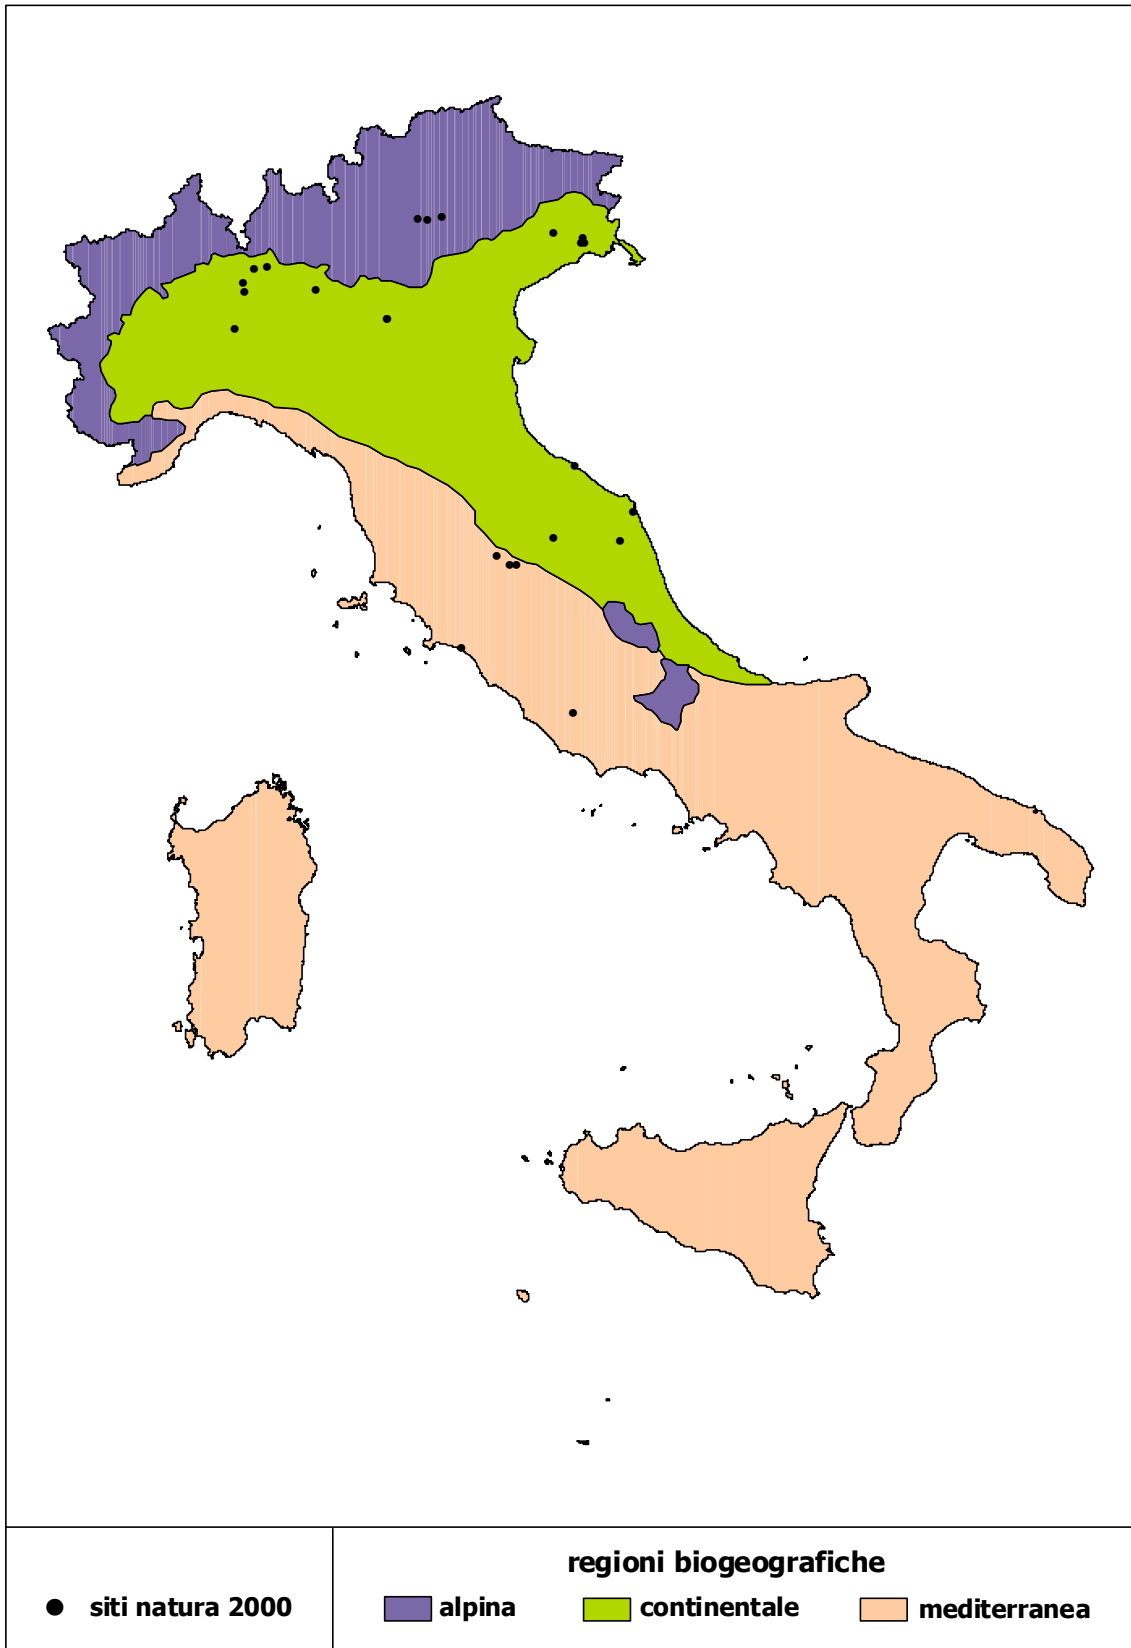 regioni biogeografiche
siti natura 2000
alpina
continentale
mediterranea